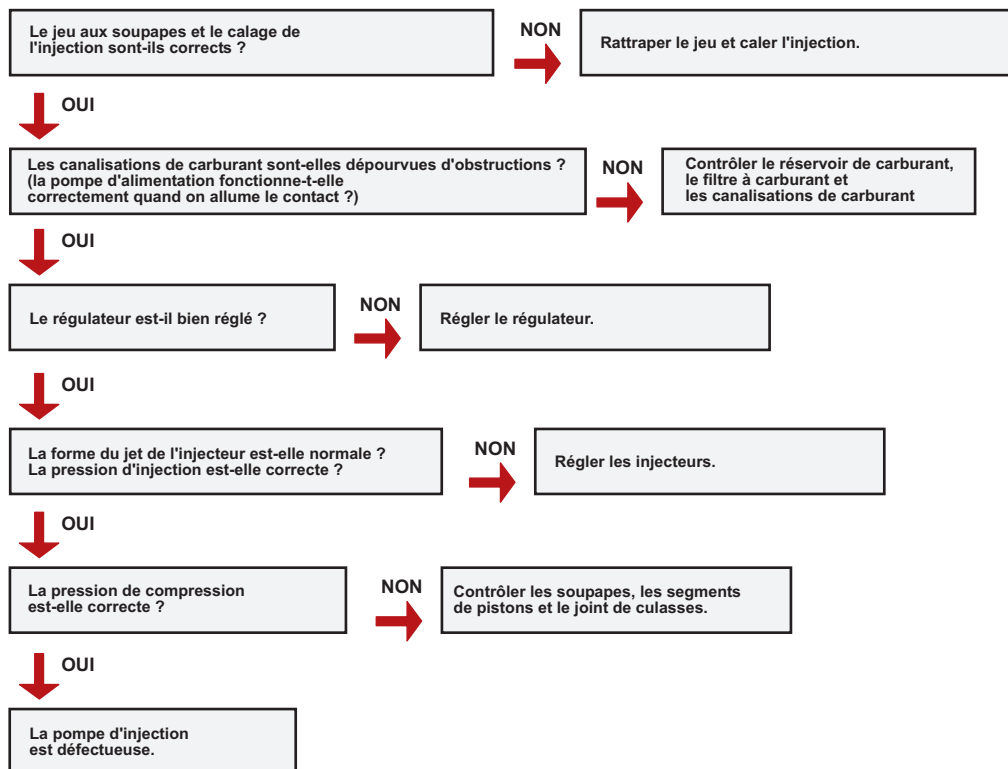 Le jeu aux soupapes et le calage de
l'injection sont-ils corrects ?
NON
Rattraper le jeu et caler l'injection.
OUI
Les canalisations de carburant sont-elles dépourvues d'obstructions ?
(la pompe d'alimentation fonctionne-t-elle
correctement quand on allume le contact ?)
NON
Contrôler le réservoir de carburant,
le filtre à carburant et
les canalisations de carburant
OUI
Le régulateur est-il bien réglé ?
NON
Régler le régulateur.
OUI
La forme du jet de l'injecteur est-elle normale ?
La pression d'injection est-elle correcte ?
NON
Régler les injecteurs.
OUI
La pression de compression
est-elle correcte ?
NON
Contrôler les soupapes, les segments
de pistons et le joint de culasses.
OUI
La pompe d'injection
est défectueuse.